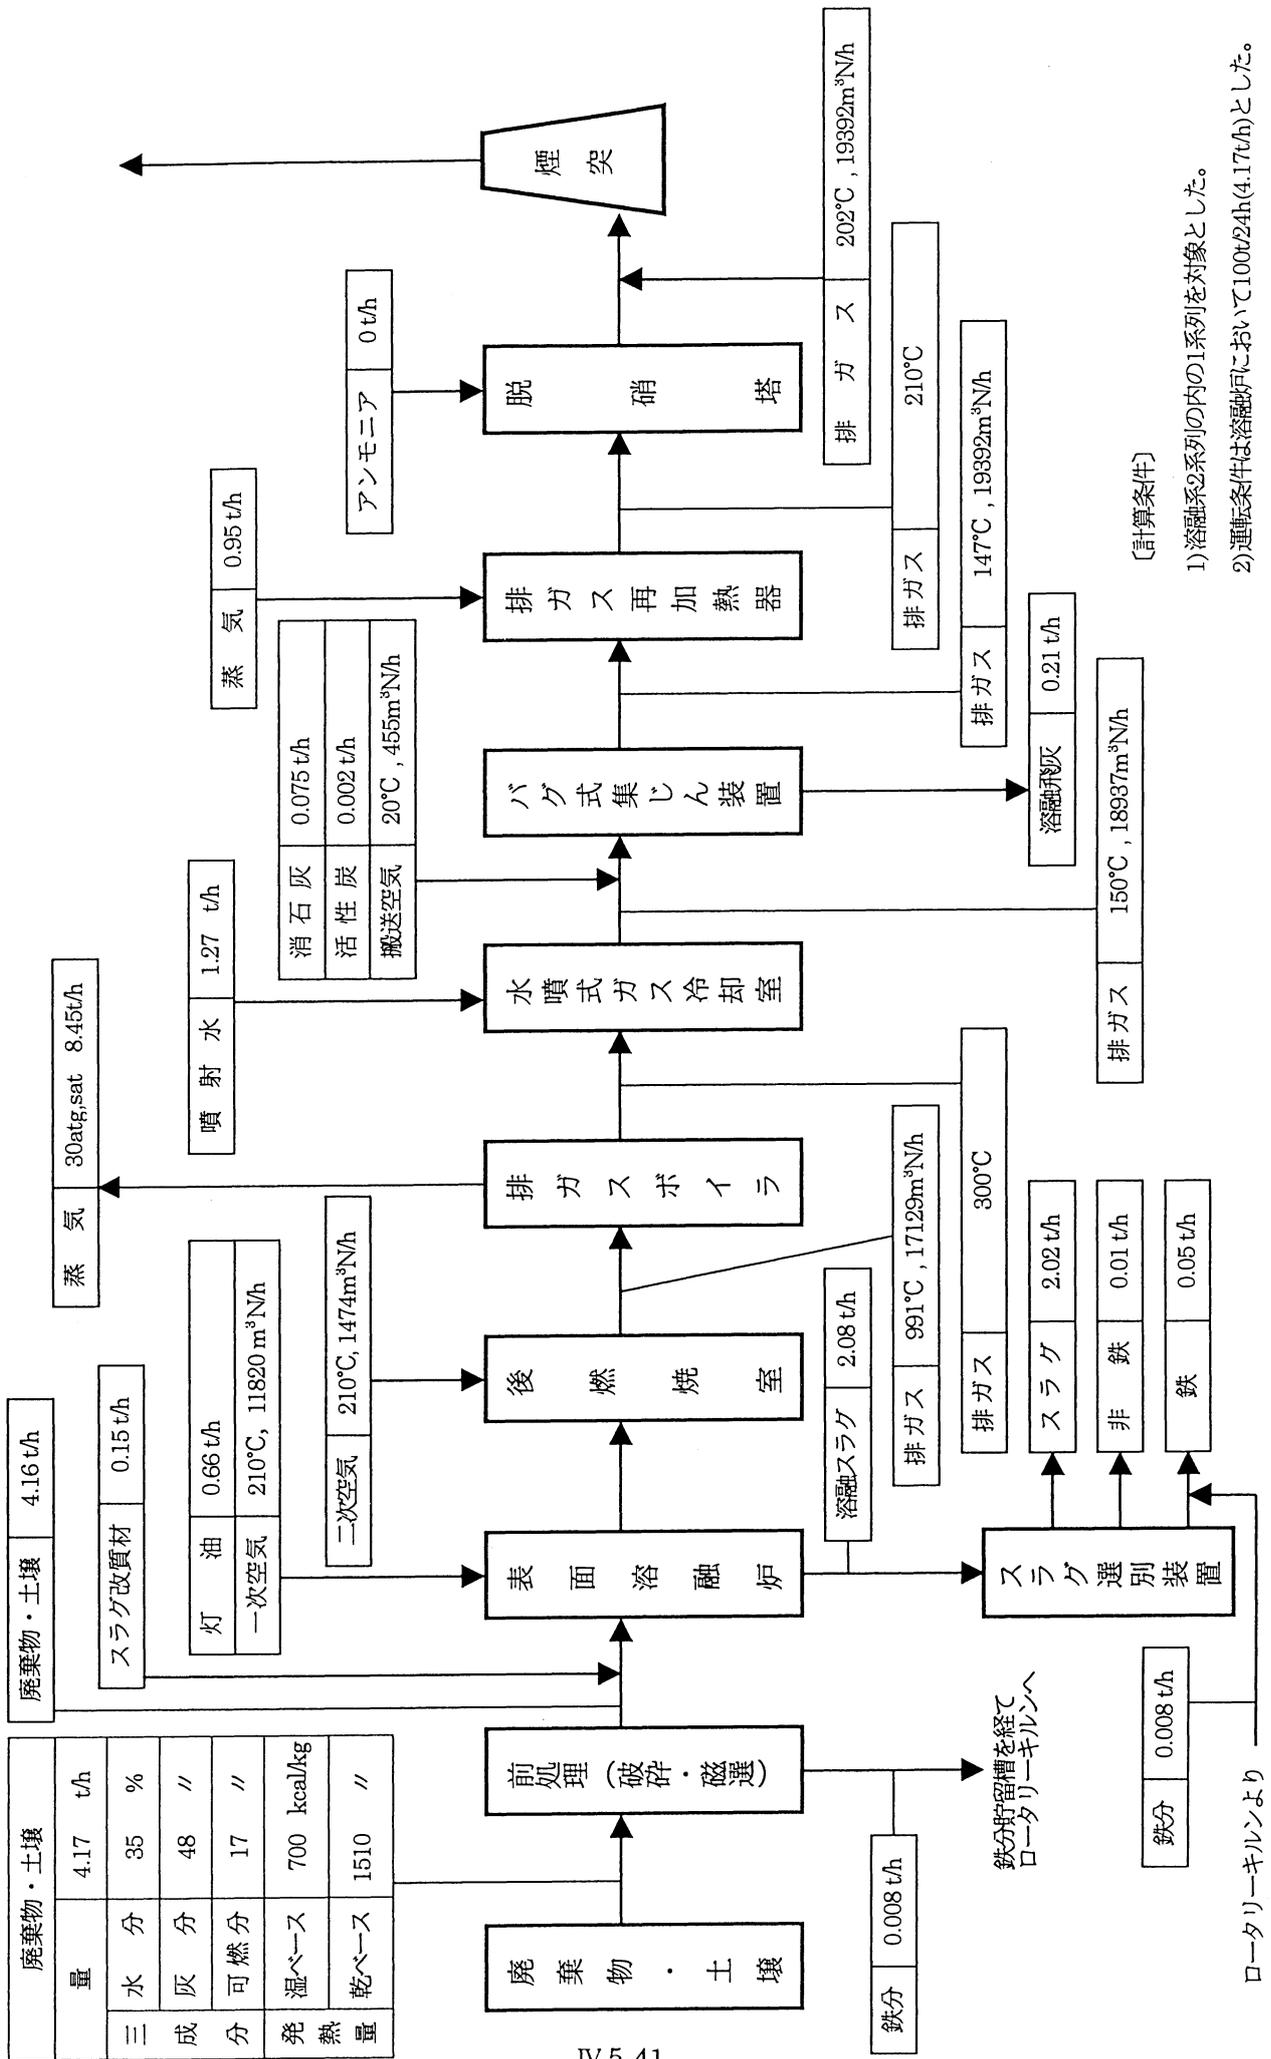 廃棄物・土壌
量 4.17 t/h
三成分 水分 35 %
灰分 48 〃
可燃分 17 〃
発熱量 湿ベース 700 kcal/kg
乾ベース 1510 〃
廃棄物・土壌 4.16 t/h
スラグ改質材 0.15 t/h
灯油 0.66 t/h
一次空気 210℃, 11820 m³N/h
二次空気 210℃, 1474m³N/h
蒸気 30atg,sat 8.45t/h
噴射水 1.27 t/h
消石灰 0.075 t/h
活性炭 0.002 t/h
搬送空気 20℃ , 455m³N/h
蒸気 0.95 t/h
アンモニア 0 t/h
廃棄物・土壌
前処理(破砕・磁選)
表面溶融炉
後燃焼室
排ガスボイラ
水噴式ガス冷却室
バグ式集じん装置
排ガス再加熱器
脱硝塔
煙突
鉄分 0.008 t/h
鉄分貯留槽を経て
ロータリーキルンへ
溶融スラグ 2.08 t/h
排ガス 991℃ , 17129m³N/h
排ガス 300℃
排ガス 150℃ , 18937m³N/h
溶融飛灰 0.21 t/h
排ガス 147℃ , 19392m³N/h
排ガス 210℃
排ガス 202℃ , 19392m³N/h
スラグ選別装置
スラグ 2.02 t/h
非鉄 0.01 t/h
鉄 0.05 t/h
鉄分 0.008 t/h
ロータリーキルンより
〔計算条件〕
1)溶融系2系列の内の1系列を対象とした。
2)運転条件は溶融炉において100t/24h(4.17t/h)とした。
IV.5-41